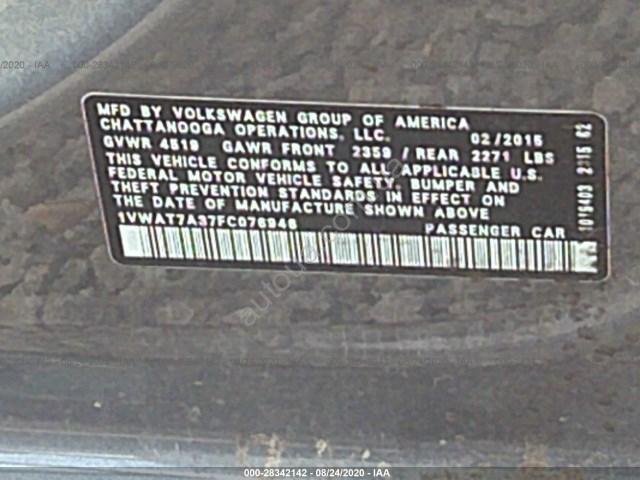 MFD BY VOLKSWAGEN GROUP OF AMERICA
CHATTANOOGA OPERATIONS, LLC. 02/2015
GVWR 4519 GAWR FRONT 2359 / REAR 2271 LBS
THIS VEHICLE CONFORMS TO ALL APPLICABLE U.S.
FEDERAL MOTOR VEHICLE SAFETY, BUMPER AND
THEFT PREVENTION STANDARDS IN EFFECT ON
THE DATE OF MANUFACTURE SHOWN ABOVE.
1VWAT7A37FC076946 PASSENGER CAR
000-28342142 - 08/24/2020 - IAA